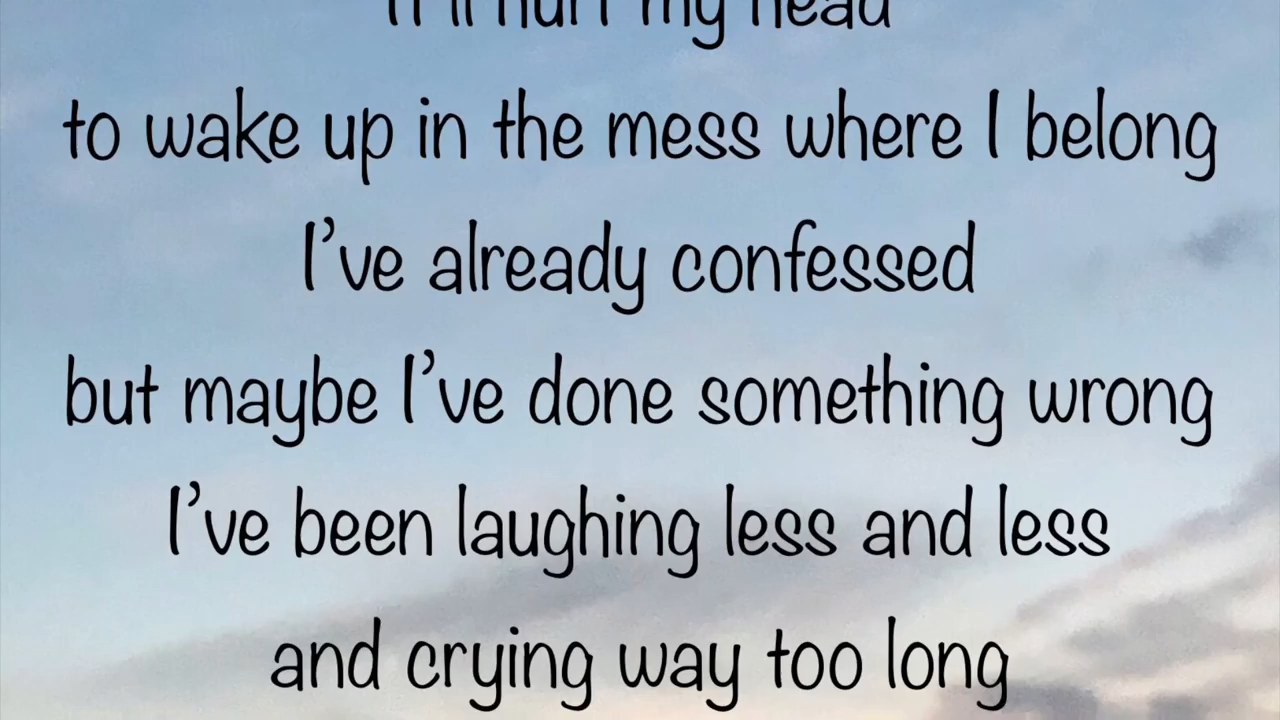 It'll hurt my head
to wake up in the mess where I belong
I’ve already confessed
but maybe I’ve done something wrong
I’ve been laughing less and less
and crying way too long